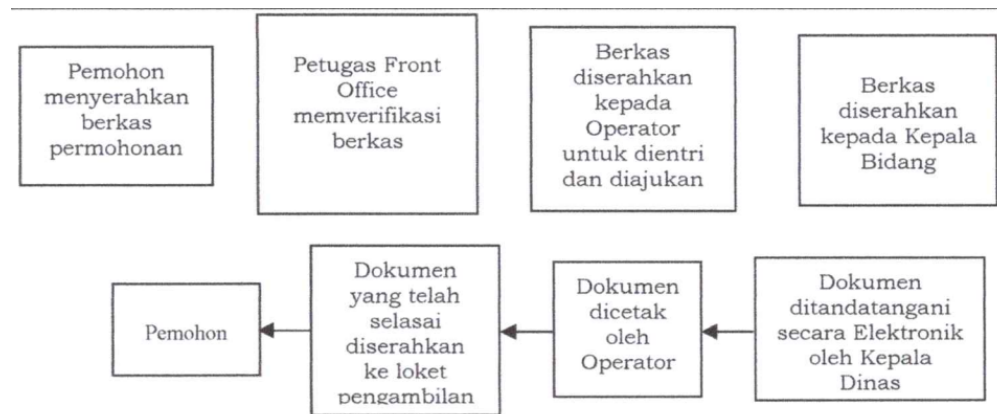 Pemohon
menyerahkan
berkas
permohonan
Petugas Front
Office
memverifikasi
berkas
Berkas
diserahkan
kepada
Operator
untuk dientri
dan diajukan
Berkas
diserahkan
kepada Kepala
Bidang
Pemohon
Dokumen
yang telah
selasai
diserahkan
ke loket
pengambilan
Dokumen
dicetak
oleh
Operator
Dokumen
ditandatangani
secara Elektronik
oleh Kepala
Dinas